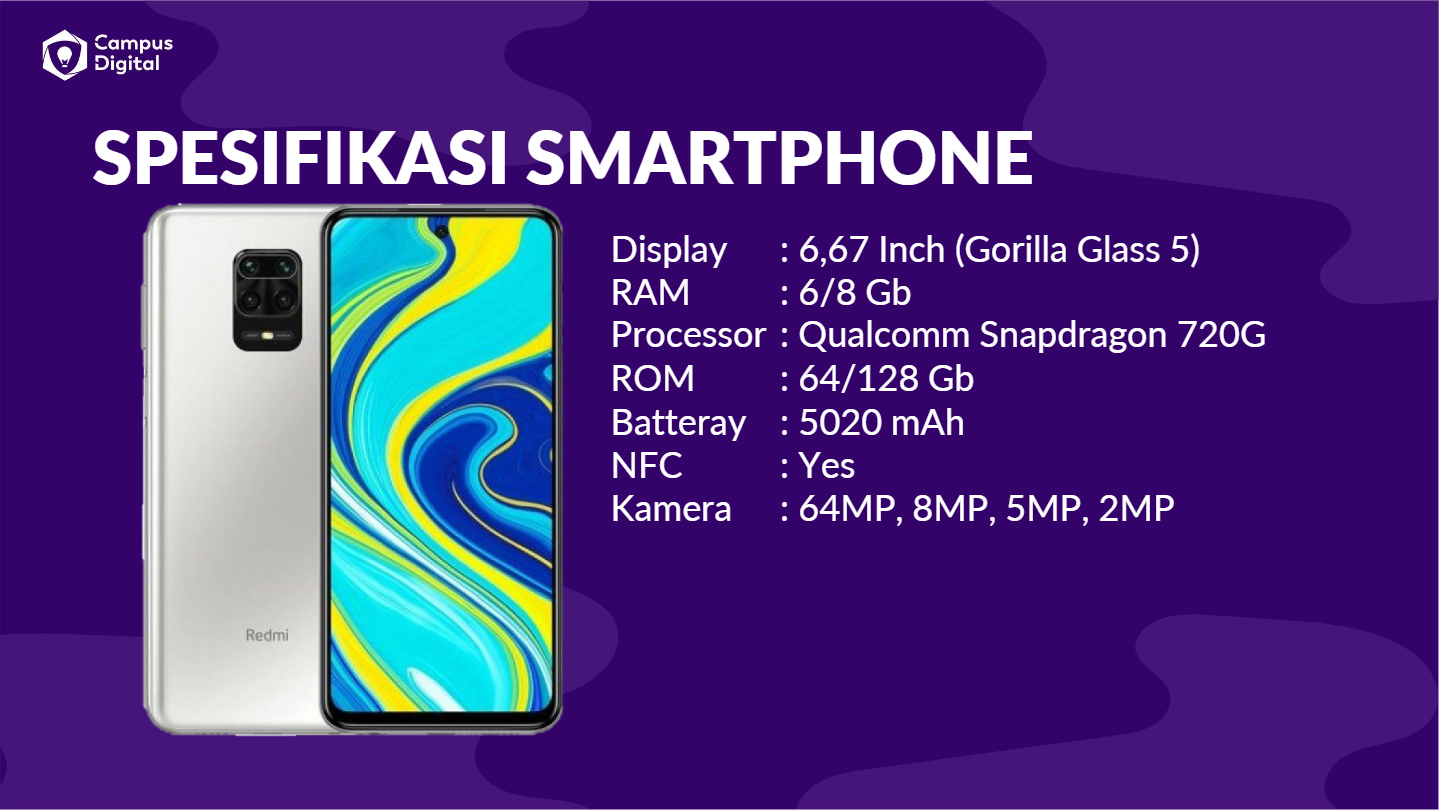 Campus
Digital
SPESIFIKASI SMARTPHONE
Display : 6,67 Inch (Gorilla Glass 5)
RAM : 6/8 Gb
Processor : Qualcomm Snapdragon 720G
ROM : 64/128 Gb
Batteray : 5020 mAh
NFC : Yes
Kamera : 64MP, 8MP, 5MP, 2MP
Redmi